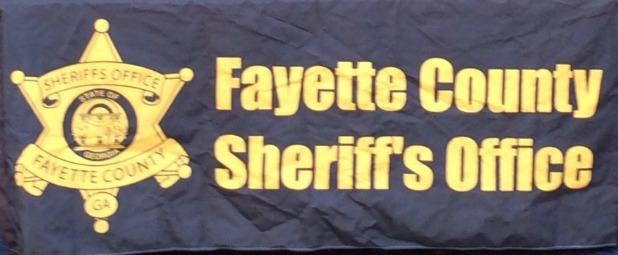 SHERIFFS OFFICE
STATE OF
GEORGIA
FAYETTE COUNTY
GA
Fayette County
Sheriff's Office